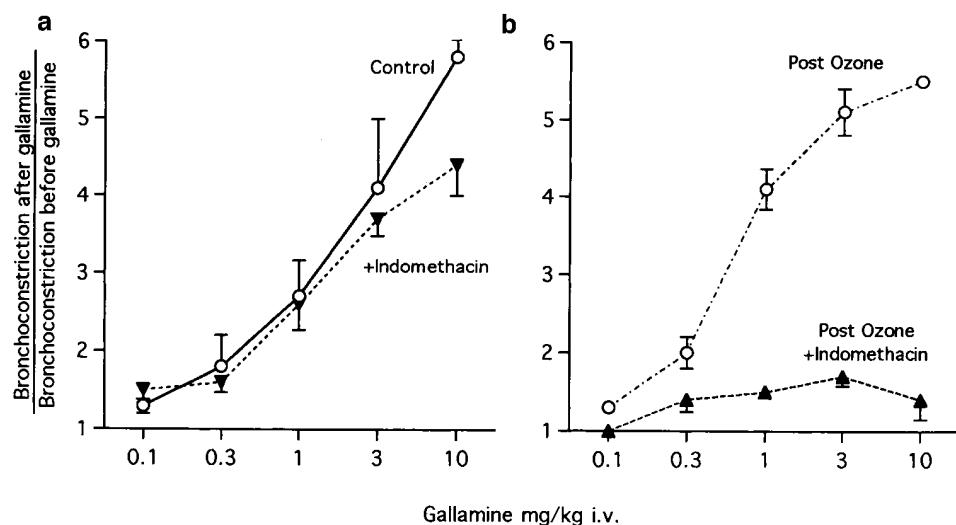 a
Bronchoconstriction after gallamine
Bronchoconstriction before gallamine
6
5
4
3
2
1
Control
+Indomethacin
0.1 0.3 1 3 10
b
6
5
4
3
2
1
Post Ozone
Post Ozone
+Indomethacin
0.1 0.3 1 3 10
Gallamine mg/kg i.v.